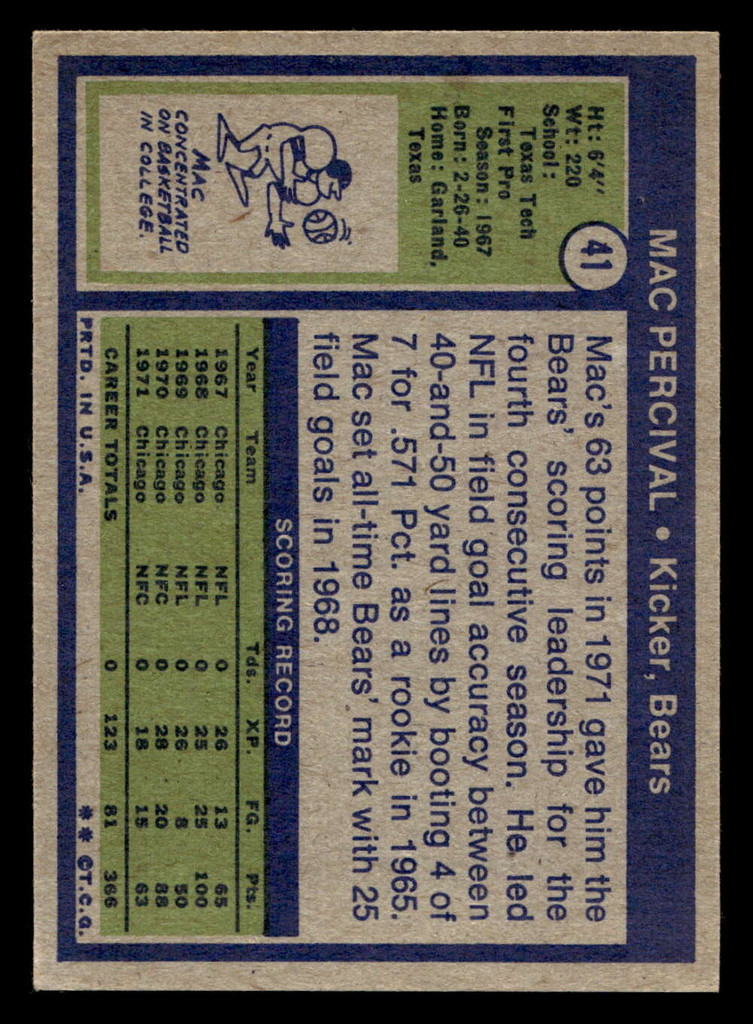 MAC PERCIVAL • Kicker, Bears
41
Ht: 6'4"
Wt: 220
School:
Texas Tech
First Pro
Season: 1967
Born: 2-26-40
Home: Garland,
Texas
MAC
CONCENTRATED
ON BASKETBALL
IN COLLEGE.
Mac's 63 points in 1971 gave him the
Bears' scoring leadership for the
fourth consecutive season. He led
NFL in field goal accuracy between
40-and-50 yard lines by booting 4 of
7 for .571 Pct. as a rookie in 1965.
Mac set all-time Bears' mark with 25
field goals in 1968.
SCORING RECORD
Year Team Tds. XP. FG. Pts.
1967 Chicago NFL 0 26 13 65
1968 Chicago NFL 0 25 25 100
1969 Chicago NFL 0 26 8 50
1970 Chicago NFC 0 28 20 88
1971 Chicago NFC 0 18 15 63
CAREER TOTALS 0 123 81 366
PRTD. IN U.S.A. ** ©T.C.G.